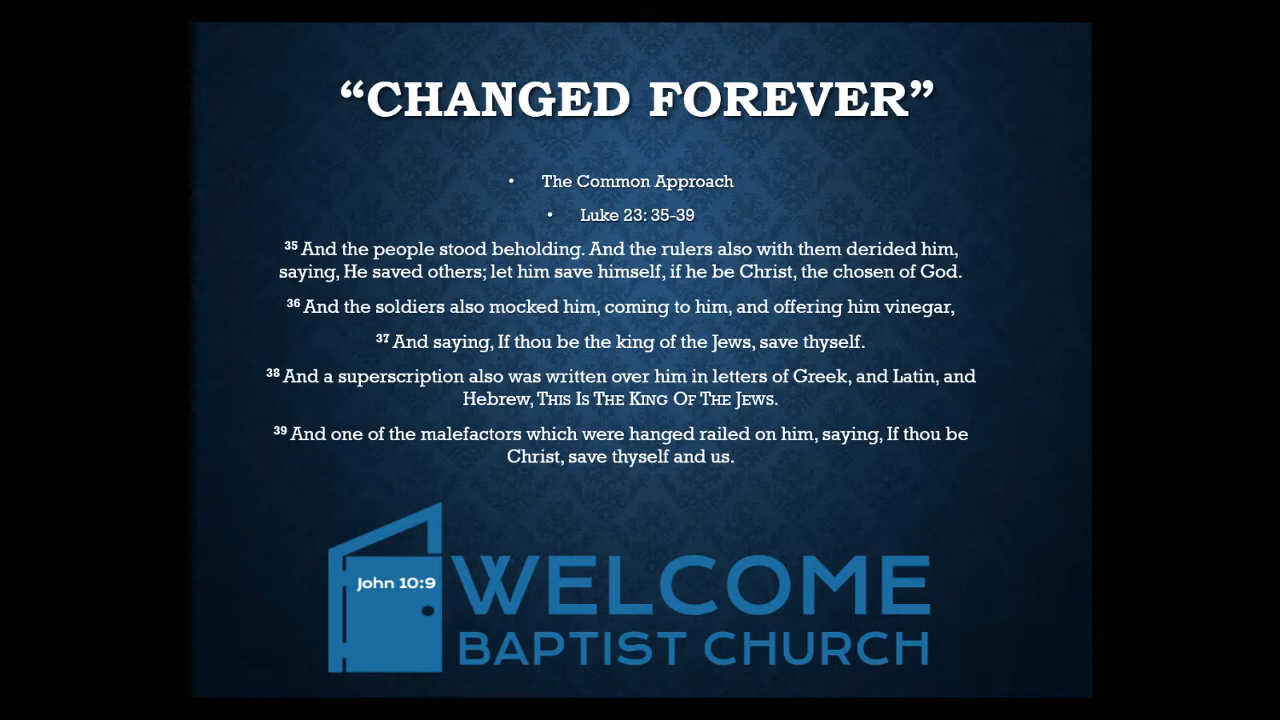 “CHANGED FOREVER”
• The Common Approach
• Luke 23: 35-39
35 And the people stood beholding. And the rulers also with them derided him,
saying, He saved others; let him save himself, if he be Christ, the chosen of God.
36 And the soldiers also mocked him, coming to him, and offering him vinegar,
37 And saying, If thou be the king of the Jews, save thyself.
38 And a superscription also was written over him in letters of Greek, and Latin, and
Hebrew, THIS IS THE KING OF THE JEWS.
39 And one of the malefactors which were hanged railed on him, saying, If thou be
Christ, save thyself and us.
John 10:9
WELCOME
BAPTIST CHURCH